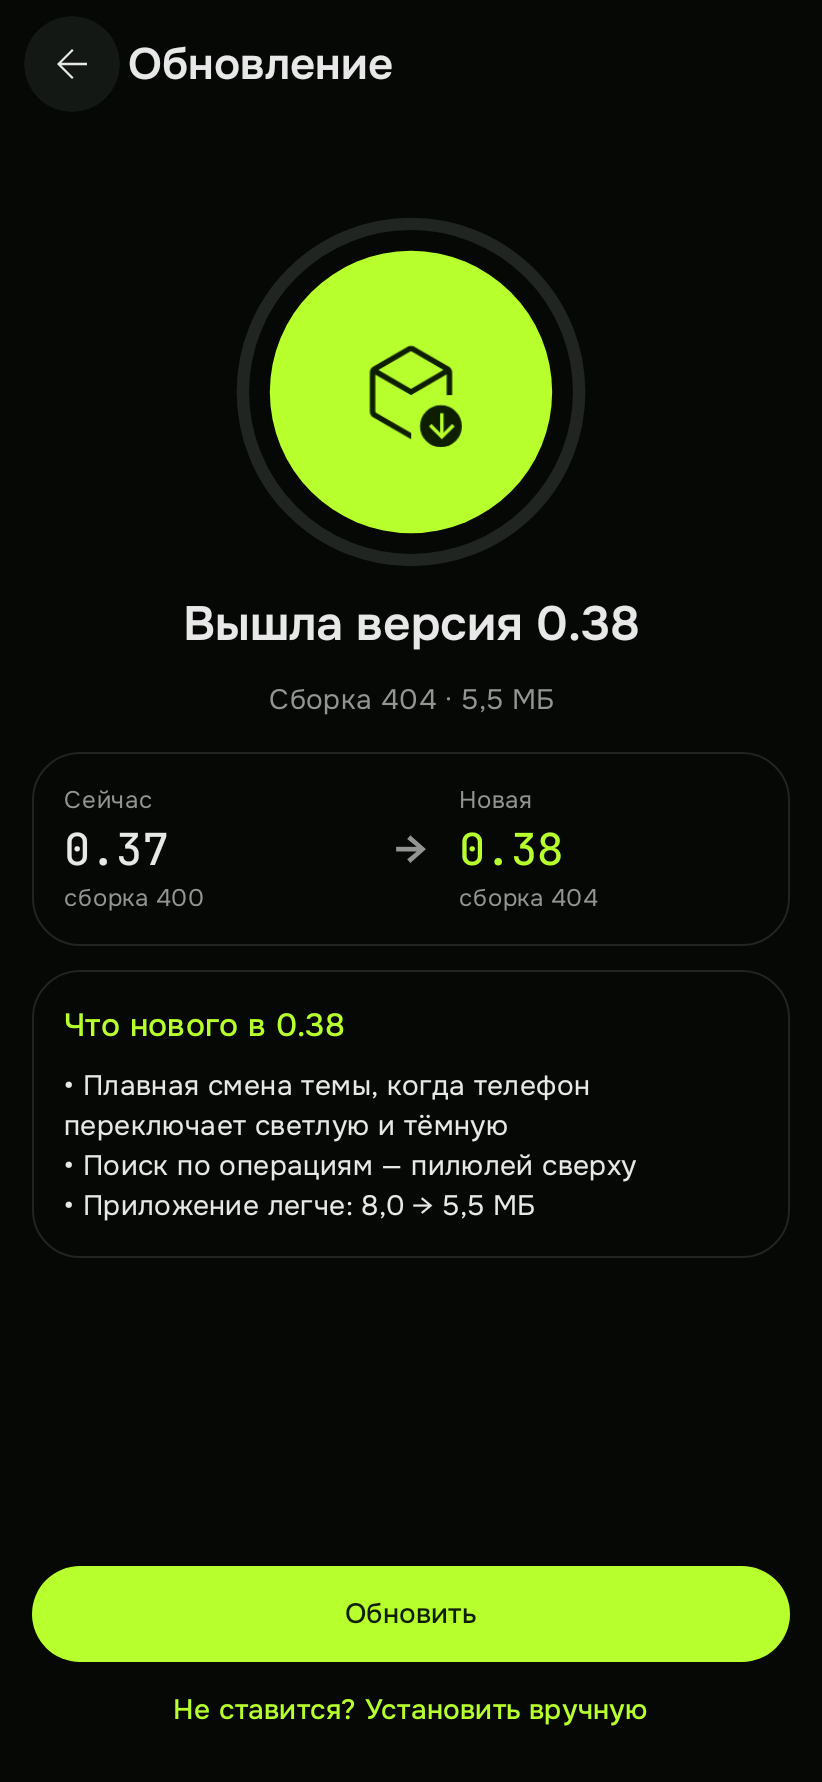 Обновление
Вышла версия 0.38
Сборка 404 · 5,5 МБ
Сейчас
0.37
сборка 400
→
Новая
0.38
сборка 404
Что нового в 0.38
• Плавная смена темы, когда телефон
переключает светлую и тёмную
• Поиск по операциям — пилюлей сверху
• Приложение легче: 8,0 → 5,5 МБ
Обновить
Не ставится? Установить вручную